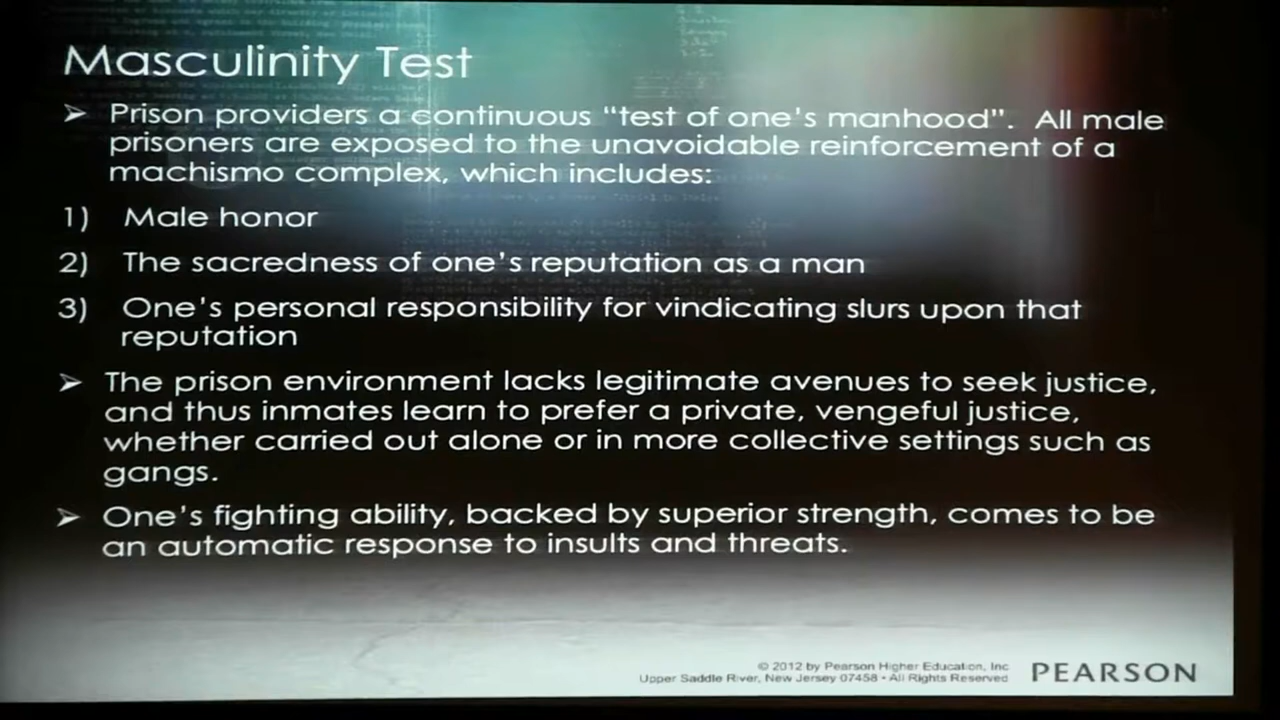 Masculinity Test
➢ Prison providers a continuous “test of one’s manhood”. All male
prisoners are exposed to the unavoidable reinforcement of a
machismo complex, which includes:
1) Male honor
2) The sacredness of one’s reputation as a man
3) One’s personal responsibility for vindicating slurs upon that
reputation
➢ The prison environment lacks legitimate avenues to seek justice,
and thus inmates learn to prefer a private, vengeful justice,
whether carried out alone or in more collective settings such as
gangs.
➢ One’s fighting ability, backed by superior strength, comes to be
an automatic response to insults and threats.
© 2012 by Pearson Higher Education, Inc
Upper Saddle River, New Jersey 07458 • All Rights Reserved
PEARSON